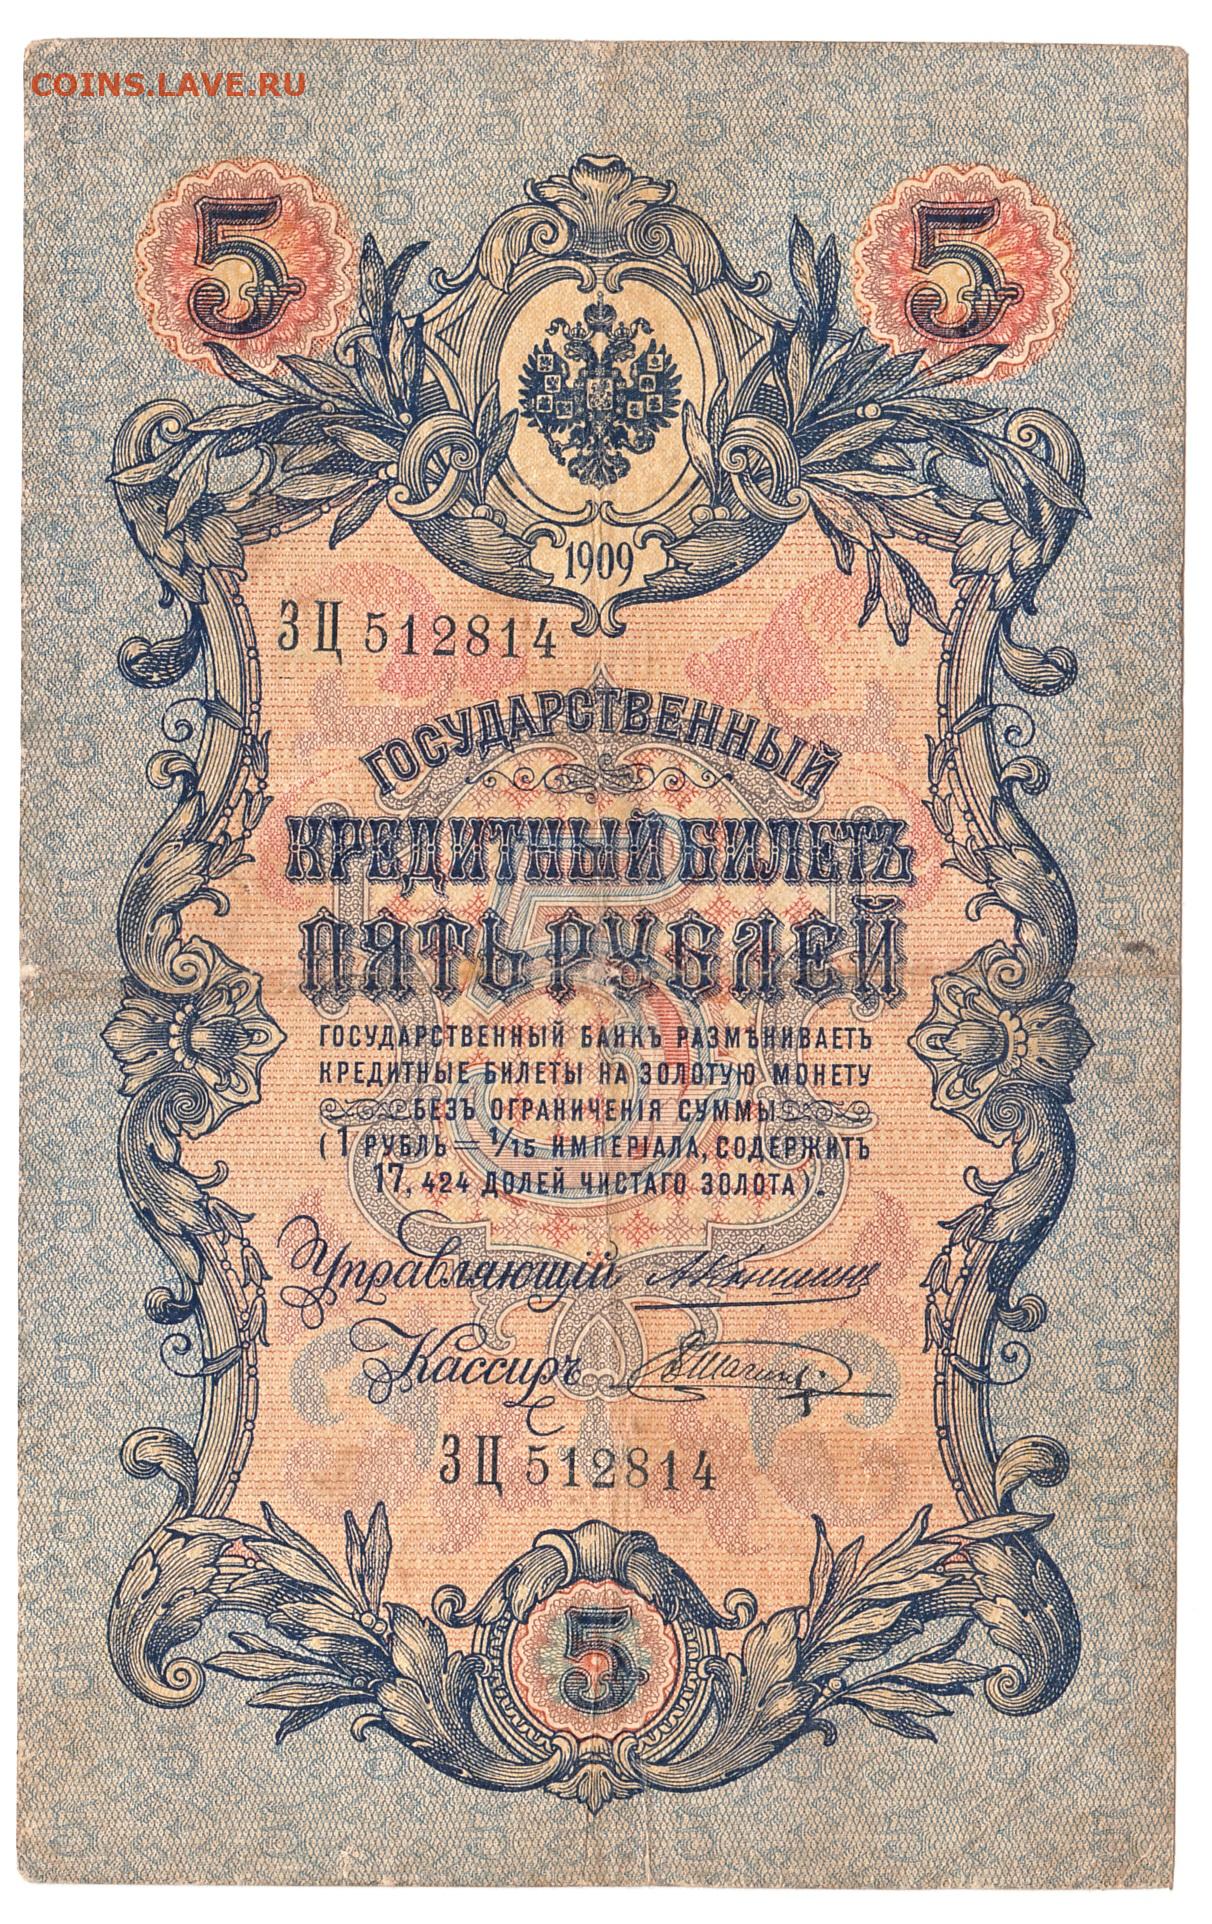 COINS.LAVE.RU
5 5
1909
ЗЦ 512814
ГОСУДАРСТВЕННЫЙ
КРЕДИТНЫЙ БИЛЕТЪ
ПЯТЬ РУБЛЕЙ
ГОСУДАРСТВЕННЫЙ БАНКЪ РАЗМѢНИВАЕТЪ
КРЕДИТНЫЕ БИЛЕТЫ НА ЗОЛОТУЮ МОНЕТУ
БЕЗЪ ОГРАНИЧЕНІЯ СУММЫ
(1 РУБЛЬ = 1/15 ИМПЕРІАЛА, СОДЕРЖИТЪ
17,424 ДОЛЕЙ ЧИСТАГО ЗОЛОТА).
Управляющій
Кассиръ
ЗЦ 512814
5